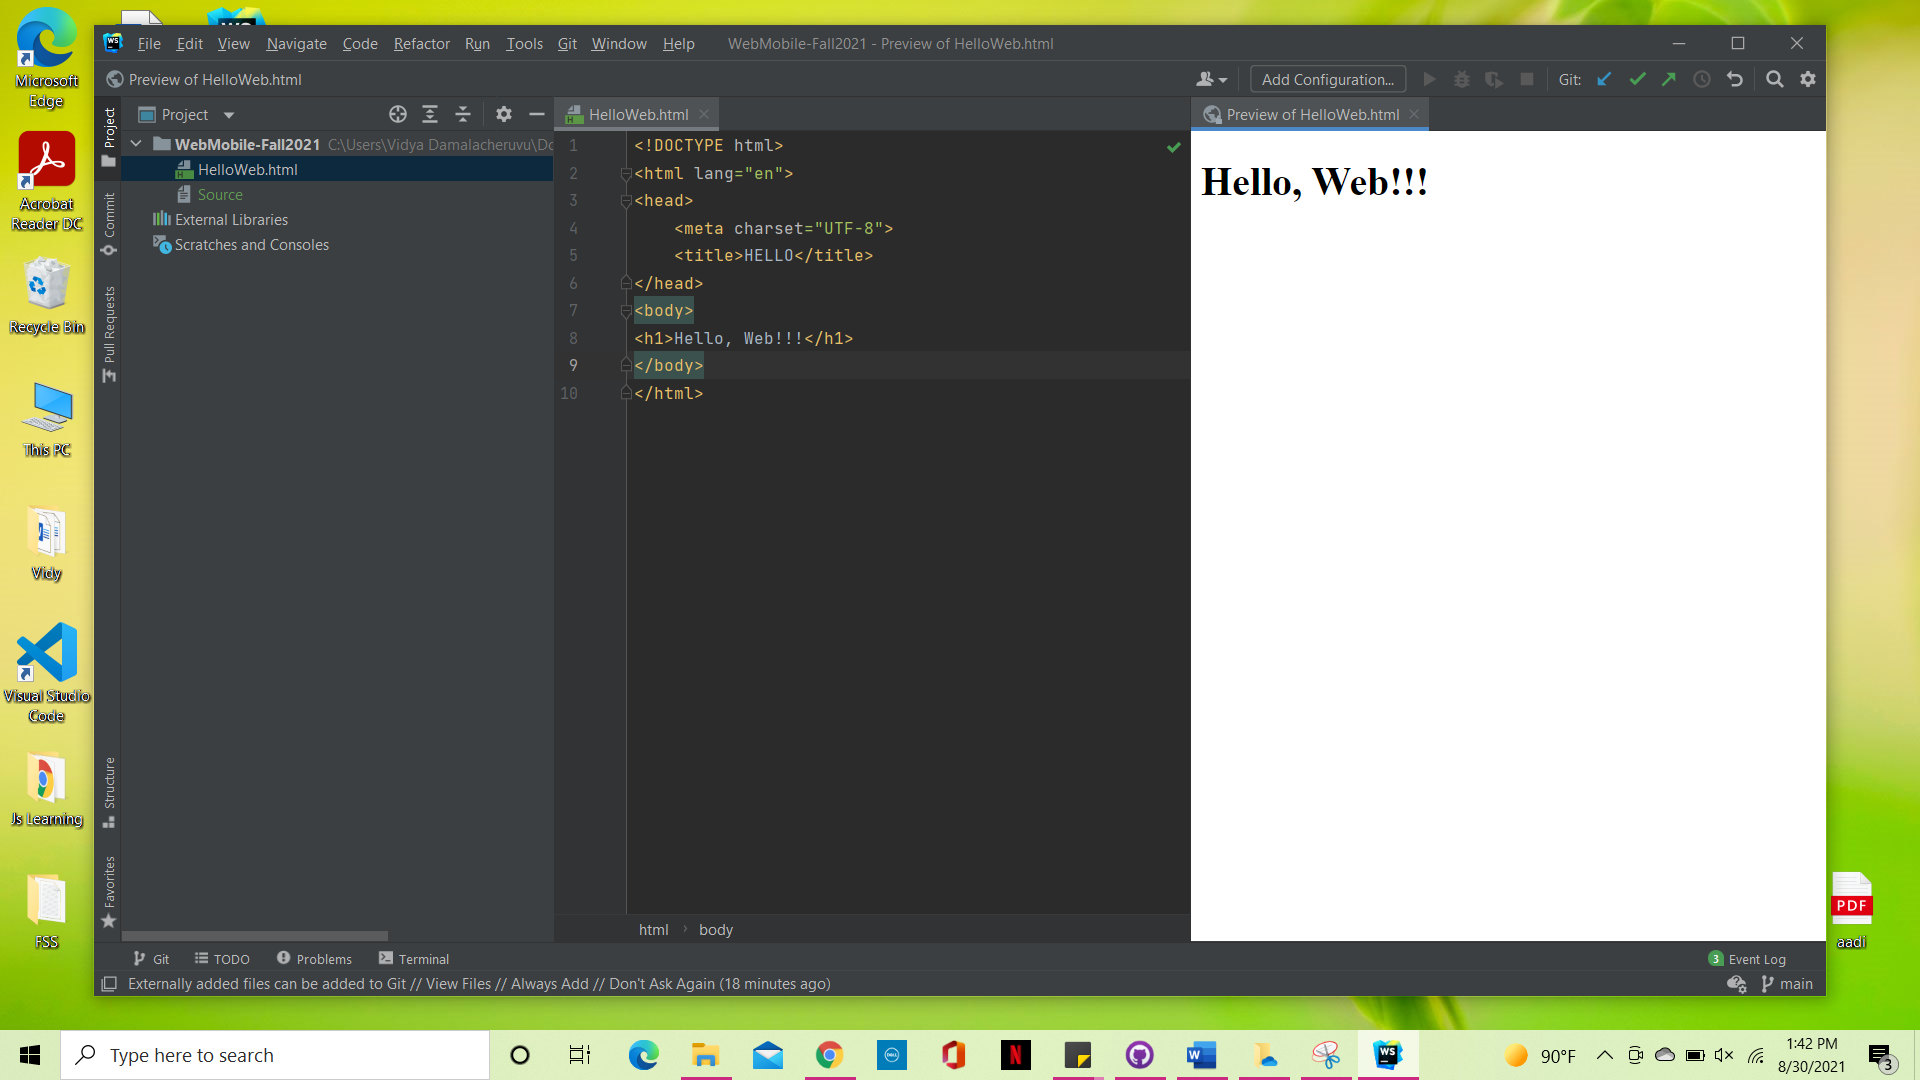 File Edit View Navigate Code Refactor Run Tools Git Window Help WebMobile-Fall2021 - Preview of HelloWeb.html
Preview of HelloWeb.html Add Configuration... Git:
Project HelloWeb.html Preview of HelloWeb.html
WebMobile-Fall2021 C:\Users\Vidya Damalacheruvu\Do
HelloWeb.html
Source
External Libraries
Scratches and Consoles
Project
Commit
Pull Requests
Structure
Favorites
1 <!DOCTYPE html>
2 <html lang="en">
3 <head>
4 <meta charset="UTF-8">
5 <title>HELLO</title>
6 </head>
7 <body>
8 <h1>Hello, Web!!!</h1>
9 </body>
10 </html>
html › body
Hello, Web!!!
Git TODO Problems Terminal 3 Event Log
Externally added files can be added to Git // View Files // Always Add // Don't Ask Again (18 minutes ago) main
Microsoft
Edge
Acrobat
Reader DC
Recycle Bin
This PC
Vidy
Visual Studio
Code
Js Learning
FSS
PDF
aadi
WS
Type here to search
DELL
N
W
WS
90°F
1:42 PM
8/30/2021
3